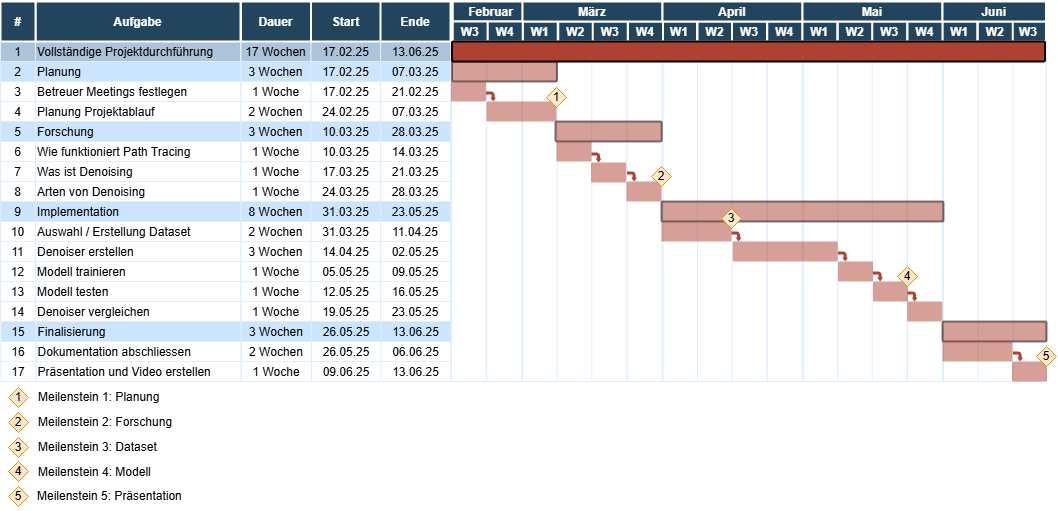 # Aufgabe Dauer Start Ende Februar März April Mai Juni
W3 W4 W1 W2 W3 W4 W1 W2 W3 W4 W1 W2 W3 W4 W1 W2 W3
1 Vollständige Projektdurchführung 17 Wochen 17.02.25 13.06.25
2 Planung 3 Wochen 17.02.25 07.03.25
3 Betreuer Meetings festlegen 1 Woche 17.02.25 21.02.25 1
4 Planung Projektablauf 2 Wochen 24.02.25 07.03.25
5 Forschung 3 Wochen 10.03.25 28.03.25
6 Wie funktioniert Path Tracing 1 Woche 10.03.25 14.03.25
7 Was ist Denoising 1 Woche 17.03.25 21.03.25 2
8 Arten von Denoising 1 Woche 24.03.25 28.03.25
9 Implementation 8 Wochen 31.03.25 23.05.25 3
10 Auswahl / Erstellung Dataset 2 Wochen 31.03.25 11.04.25
11 Denoiser erstellen 3 Wochen 14.04.25 02.05.25
12 Modell trainieren 1 Woche 05.05.25 09.05.25 4
13 Modell testen 1 Woche 12.05.25 16.05.25
14 Denoiser vergleichen 1 Woche 19.05.25 23.05.25
15 Finalisierung 3 Wochen 26.05.25 13.06.25
16 Dokumentation abschliessen 2 Wochen 26.05.25 06.06.25 5
17 Präsentation und Video erstellen 1 Woche 09.06.25 13.06.25
1 Meilenstein 1: Planung
2 Meilenstein 2: Forschung
3 Meilenstein 3: Dataset
4 Meilenstein 4: Modell
5 Meilenstein 5: Präsentation